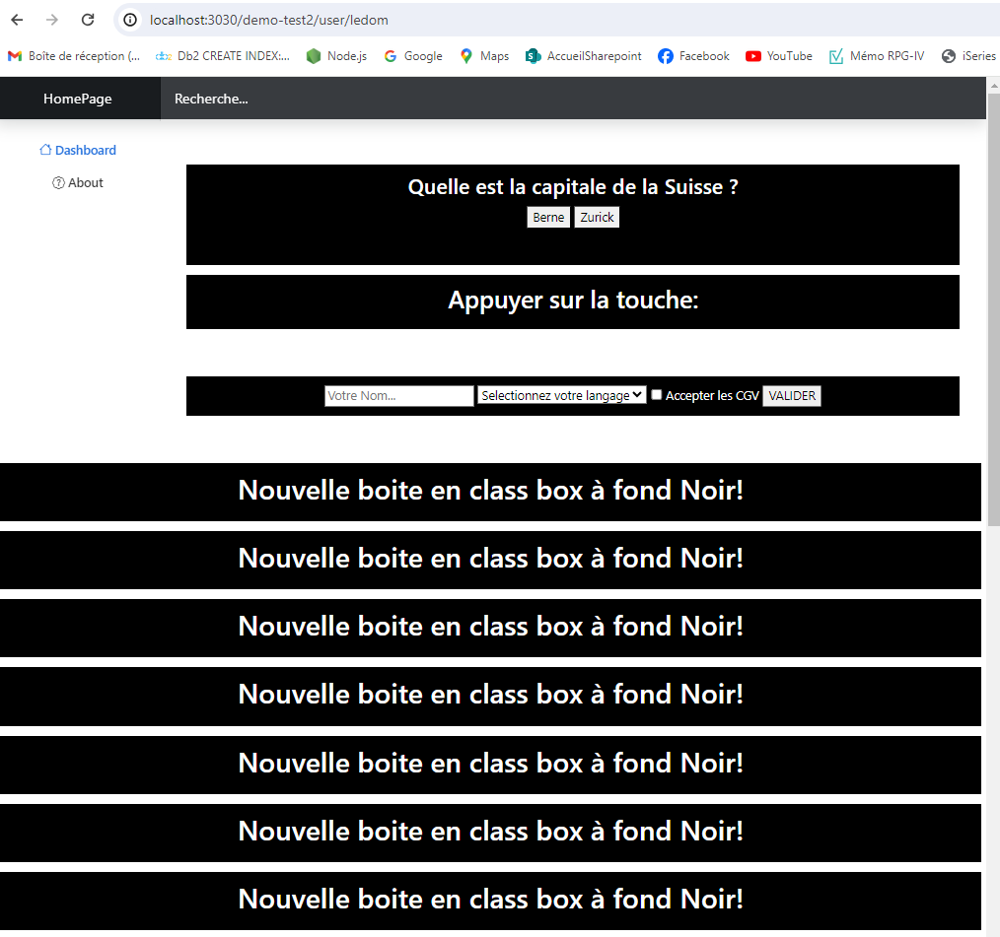 localhost:3030/demo-test2/user/ledom
Boîte de réception (... Db2 CREATE INDEX:... Node.js Google Maps AccueilSharepoint Facebook YouTube Mémo RPG-IV iSeries
HomePage Recherche...
Dashboard
About
Quelle est la capitale de la Suisse ?
Berne Zurick
Appuyer sur la touche:
Votre Nom... Selectionnez votre langage Accepter les CGV VALIDER
Nouvelle boite en class box à fond Noir!
Nouvelle boite en class box à fond Noir!
Nouvelle boite en class box à fond Noir!
Nouvelle boite en class box à fond Noir!
Nouvelle boite en class box à fond Noir!
Nouvelle boite en class box à fond Noir!
Nouvelle boite en class box à fond Noir!